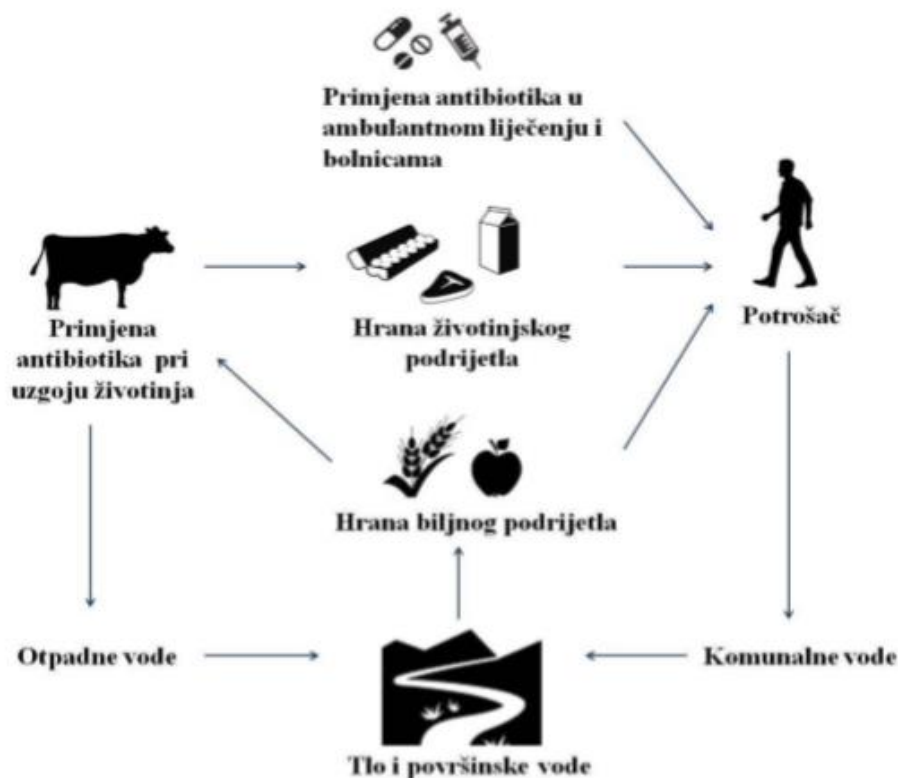 Primjena antibiotika u
ambulantnom liječenju i
bolnicama
Primjena
antibiotika pri
uzgoju životinja
Hrana životinjskog
podrijetla
Potrošač
Hrana biljnog podrijetla
Otpadne vode
Komunalne vode
Tlo i površinske vode